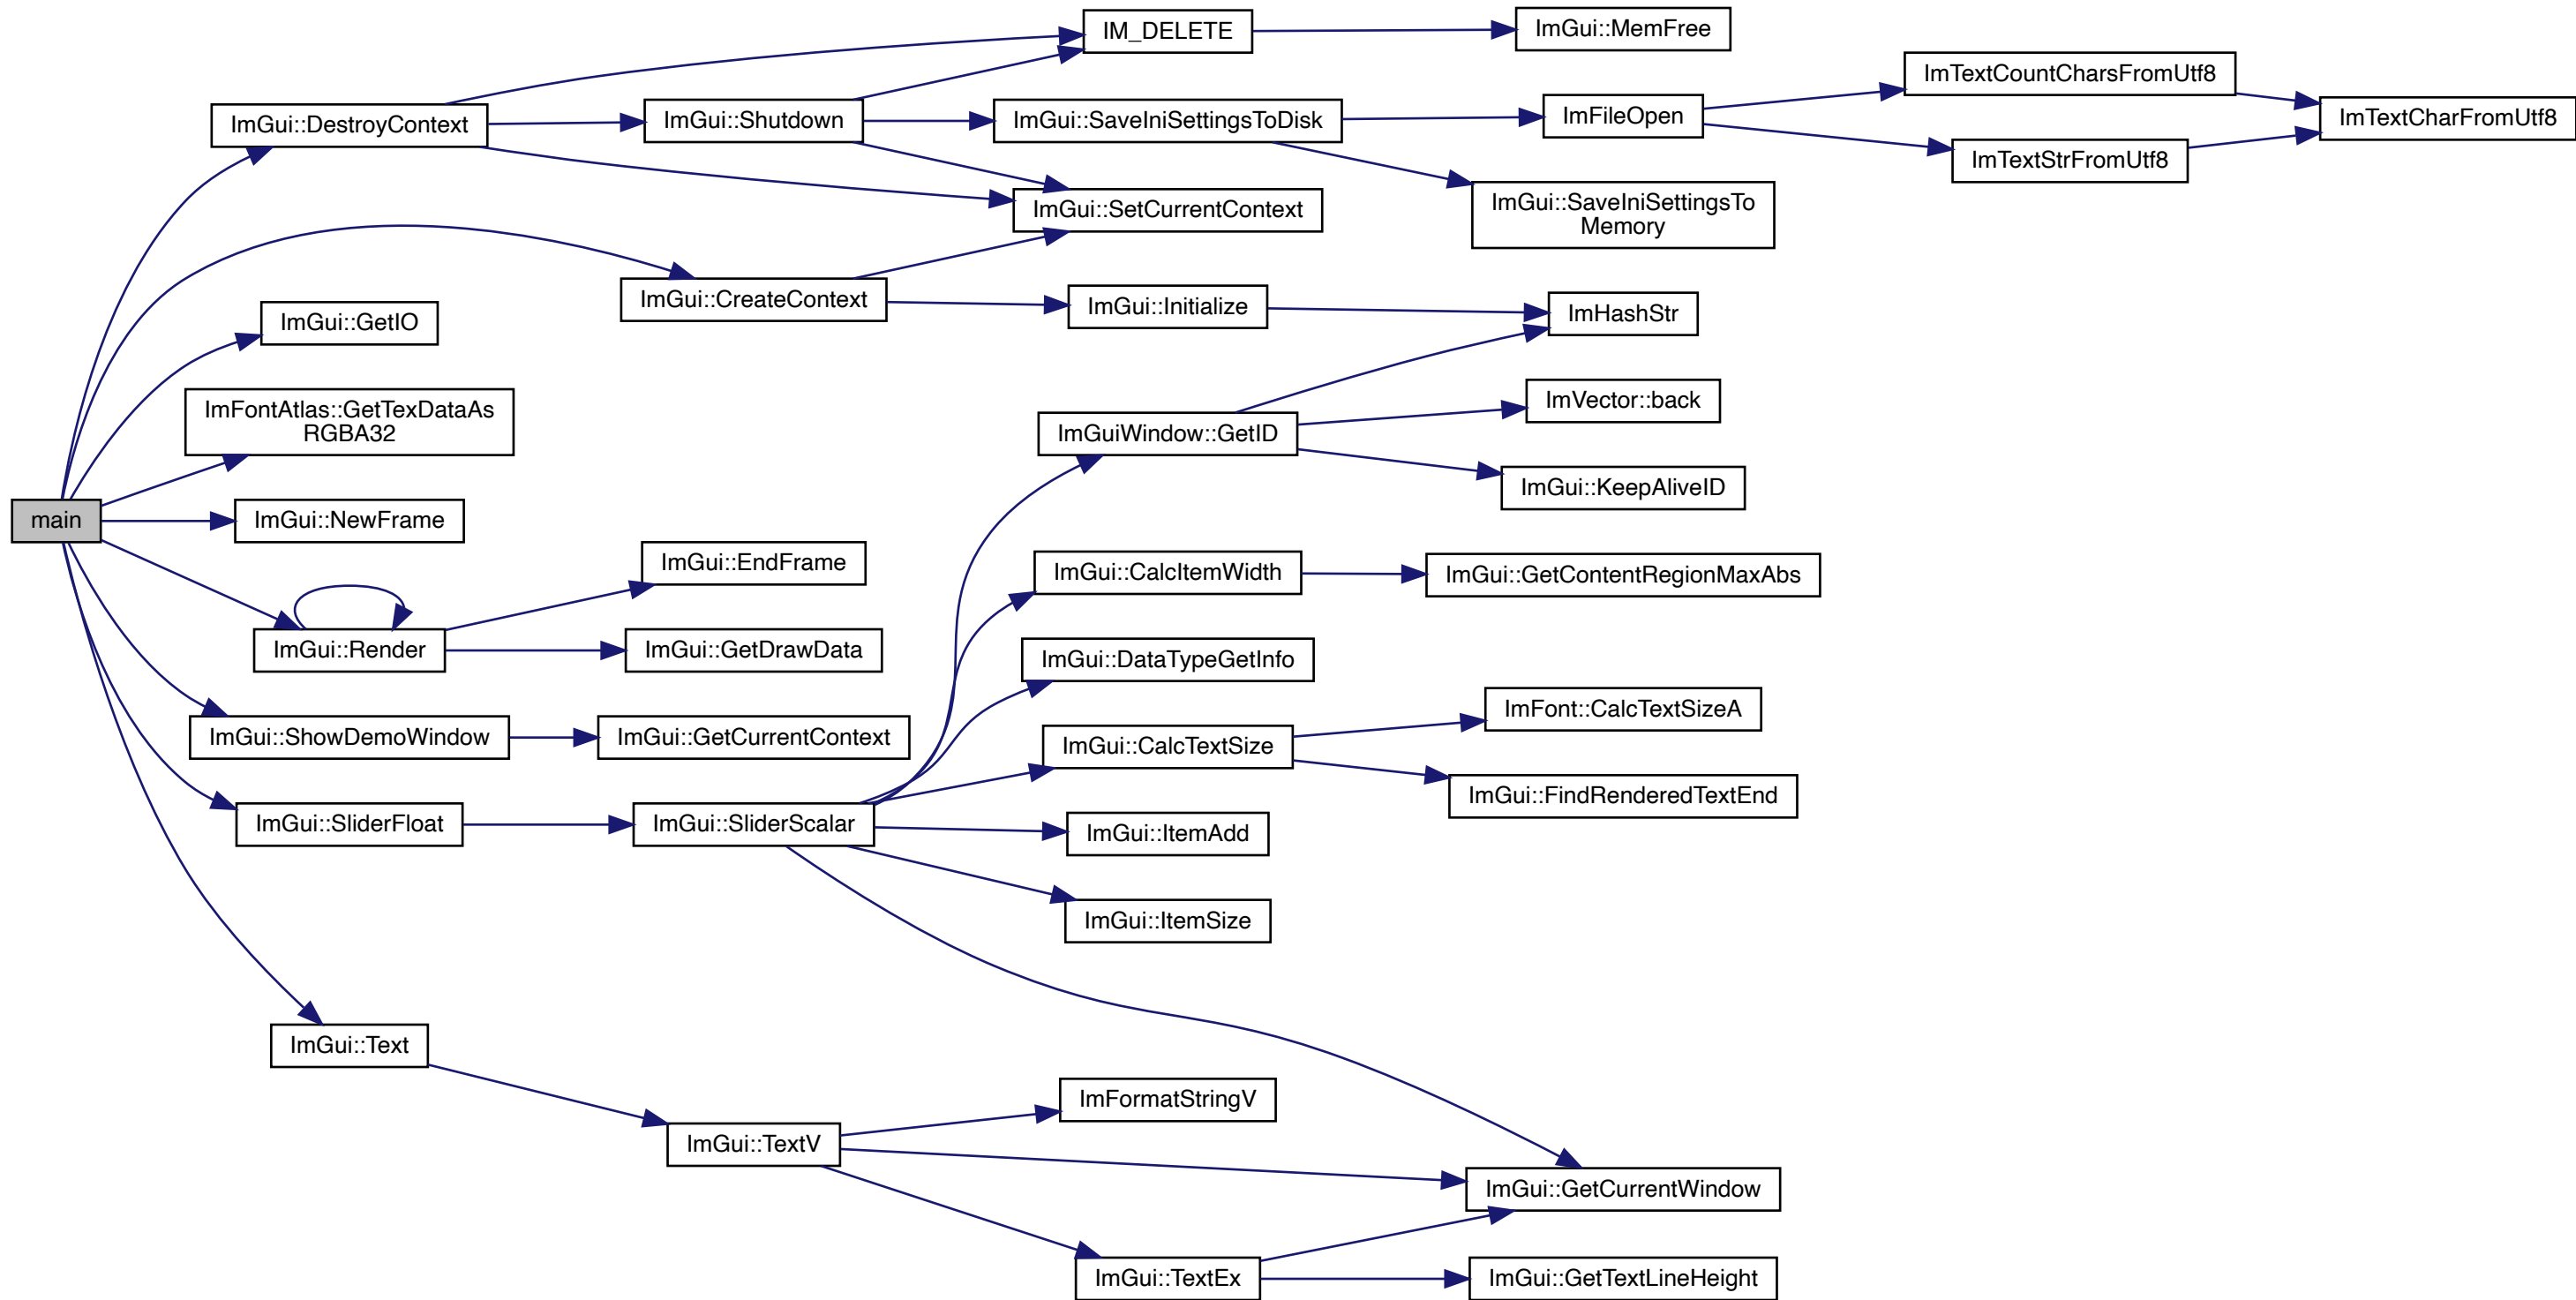 main
ImGui::DestroyContext
ImGui::GetIO
ImFontAtlas::GetTexDataAs
RGBA32
ImGui::NewFrame
ImGui::Render
ImGui::ShowDemoWindow
ImGui::SliderFloat
ImGui::Text
ImGui::Shutdown
ImGui::CreateContext
ImGui::EndFrame
ImGui::GetDrawData
ImGui::GetCurrentContext
ImGui::SliderScalar
ImGui::TextV
IM_DELETE
ImGui::SaveIniSettingsToDisk
ImGui::SetCurrentContext
ImGui::Initialize
ImGuiWindow::GetID
ImGui::CalcItemWidth
ImGui::DataTypeGetInfo
ImGui::CalcTextSize
ImGui::ItemAdd
ImGui::ItemSize
ImFormatStringV
ImGui::TextEx
ImGui::MemFree
ImFileOpen
ImGui::SaveIniSettingsTo
Memory
ImHashStr
ImVector::back
ImGui::KeepAliveID
ImGui::GetContentRegionMaxAbs
ImFont::CalcTextSizeA
ImGui::FindRenderedTextEnd
ImGui::GetCurrentWindow
ImGui::GetTextLineHeight
ImTextCountCharsFromUtf8
ImTextStrFromUtf8
ImTextCharFromUtf8